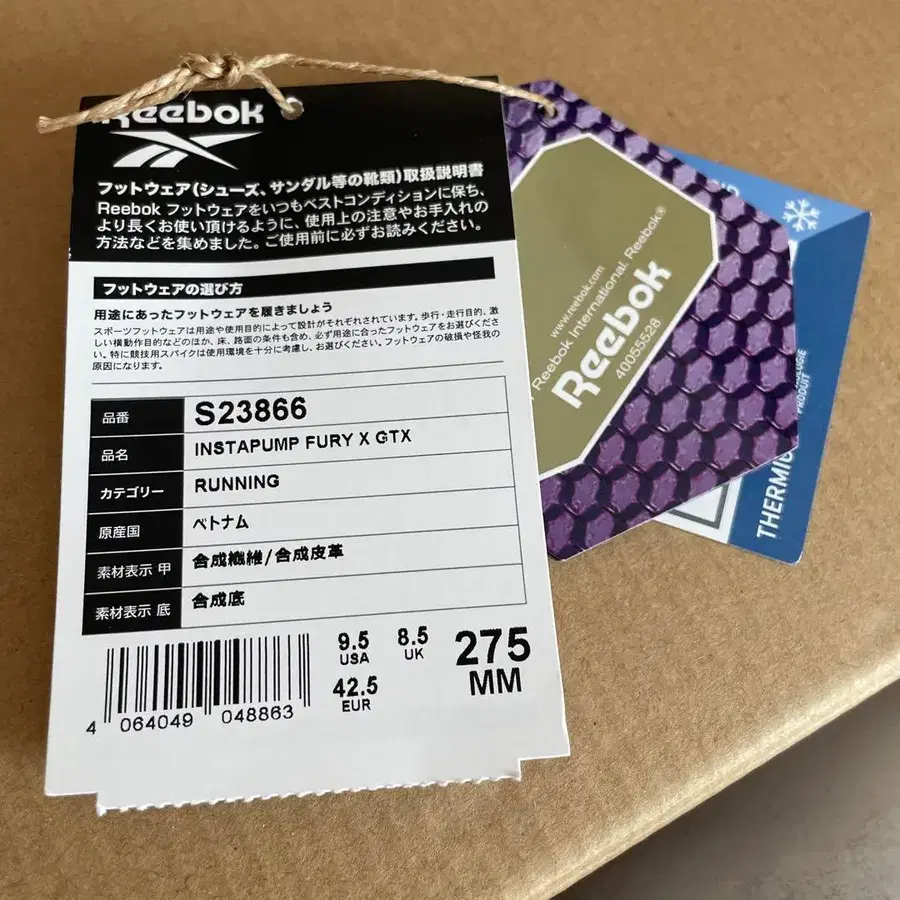 Reebok
フットウェア(シューズ、サンダル等の靴類)取扱説明書
Reebok フットウェアをいつもベストコンディションに保ち、
より長くお使い頂けるように、使用上の注意やお手入れの
方法などを集めました。ご使用前に必ずお読みください。
フットウェアの選び方
用途にあったフットウェアを履きましょう
スポーツフットウェアは用途や使用目的によって設計がそれぞれされています。歩行・走行目的、激
しい横動作目的などのほか、床、路面の条件も含め、必ず用途に合ったフットウェアをお選びくださ
い。特に競技用スパイクは使用環境を十分に考慮し、お選びください。フットウェアの破損や怪我の
原因になります。
品番 S23866
品名 INSTAPUMP FURY X GTX
カテゴリー RUNNING
原産国 ベトナム
素材表示 甲 合成繊維/合成皮革
素材表示 底 合成底
4 064049 048863
9.5 USA
8.5 UK
42.5 EUR
275 MM
www.reebok.com
Reebok International. Reebok®
Reebok
40055528
PRODUIT